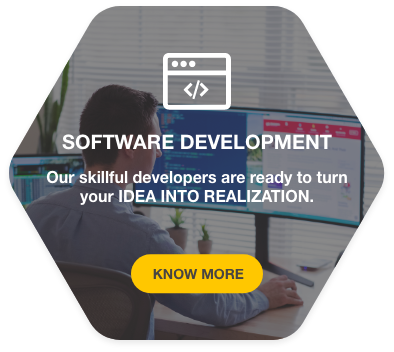 SOFTWARE DEVELOPMENT
Our skillful developers are ready to turn
your IDEA INTO REALIZATION.
KNOW MORE